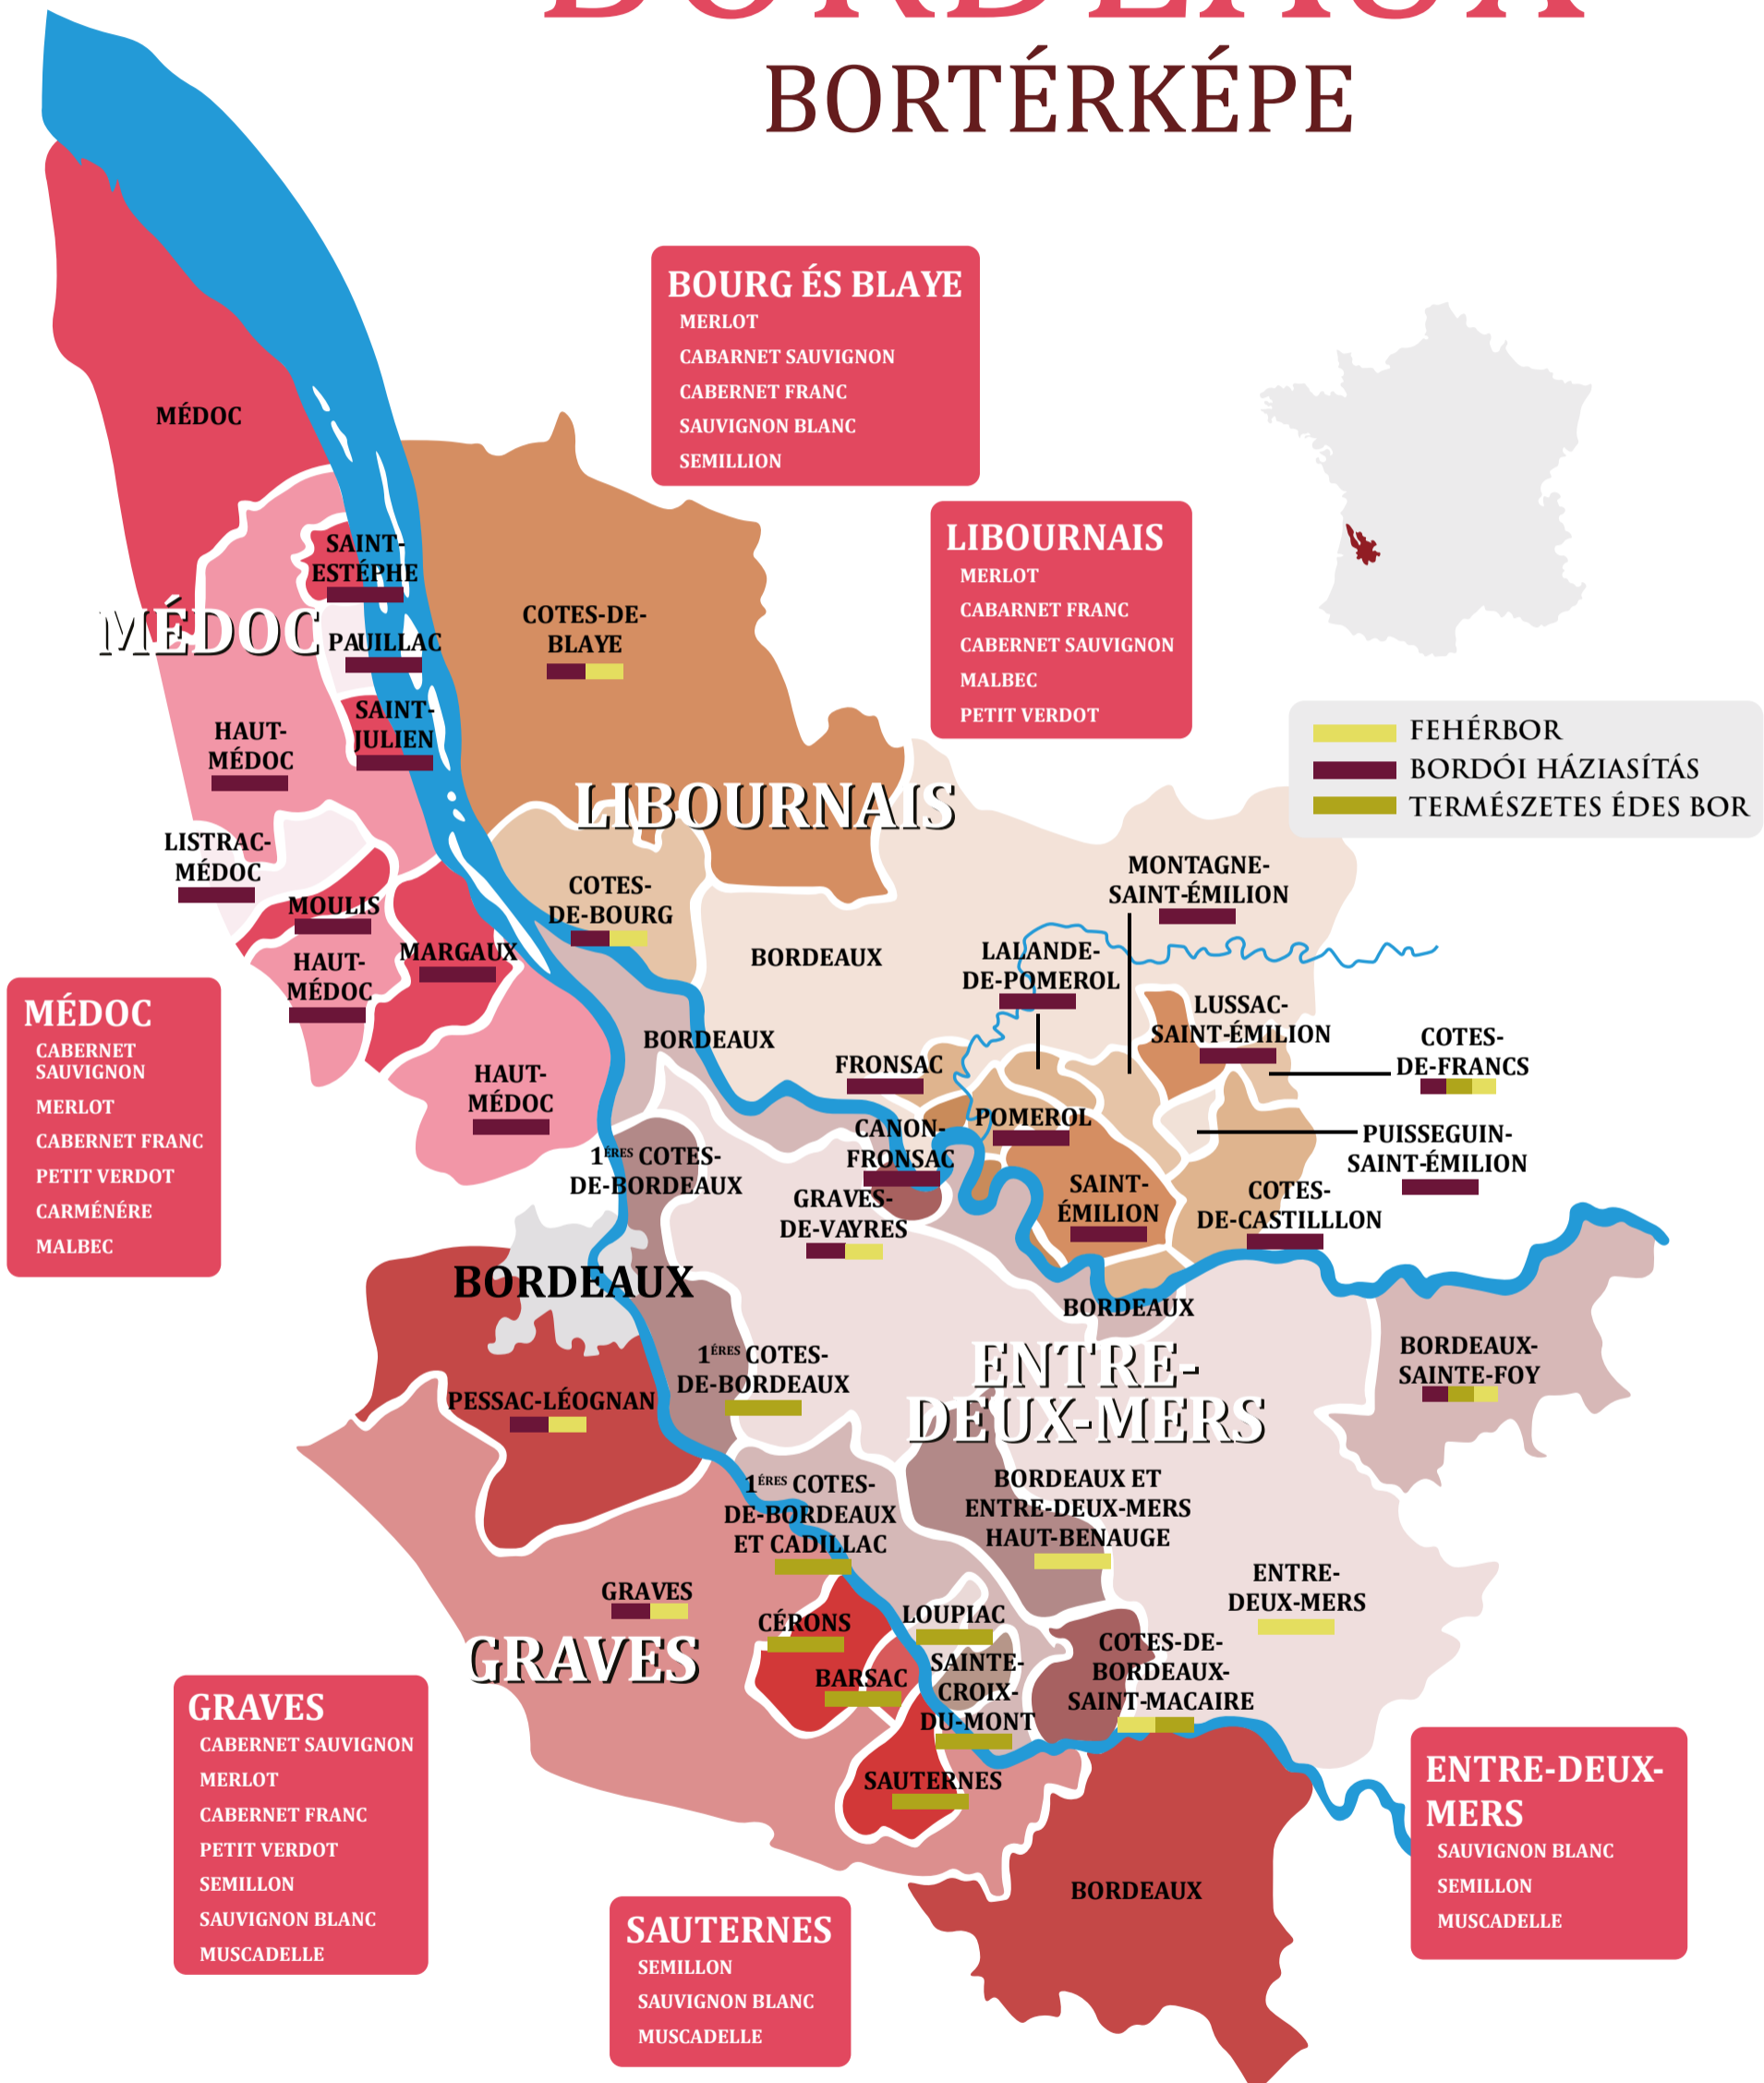 BORDEAUX
BORTÉRKÉPE
BOURG ÉS BLAYE
MERLOT
CABARNET SAUVIGNON
CABERNET FRANC
SAUVIGNON BLANC
SEMILLION
LIBOURNAIS
MERLOT
CABARNET FRANC
CABERNET SAUVIGNON
MALBEC
PETIT VERDOT
FEHÉRBOR
BORDÓI HÁZIASÍTÁS
TERMÉSZETES ÉDES BOR
MÉDOC
SAINT-
ESTÉPHE
MÉDOC
PAUILLAC
COTES-DE-
BLAYE
SAINT-
JULIEN
HAUT-
MÉDOC
LIBOURNAIS
LISTRAC-
MÉDOC
MOULIS
HAUT-
MÉDOC
MARGAUX
COTES-
DE-BOURG
BORDEAUX
MONTAGNE-
SAINT-ÉMILION
LALANDE-
DE-POMEROL
LUSSAC-
SAINT-ÉMILION
COTES-
DE-FRANCS
BORDEAUX
FRONSAC
HAUT-
MÉDOC
POMEROL
CANON-
FRONSAC
PUISSEGUIN-
SAINT-ÉMILION
1ÉRES COTES-
DE-BORDEAUX
GRAVES-
DE-VAYRES
SAINT-
ÉMILION
COTES-
DE-CASTILLLON
MÉDOC
CABERNET
SAUVIGNON
MERLOT
CABERNET FRANC
PETIT VERDOT
CARMÉNÉRE
MALBEC
BORDEAUX
BORDEAUX
BORDEAUX-
SAINTE-FOY
1ÉRES COTES-
DE-BORDEAUX
ENTRE-
DEUX-MERS
PESSAC-LÉOGNAN
1ÉRES COTES-
DE-BORDEAUX
ET CADILLAC
BORDEAUX ET
ENTRE-DEUX-MERS
HAUT-BENAUGE
ENTRE-
DEUX-MERS
GRAVES
GRAVES
CÉRONS
LOUPIAC
BARSAC
SAINTE-
CROIX-
DU-MONT
COTES-DE-
BORDEAUX-
SAINT-MACAIRE
SAUTERNES
BORDEAUX
GRAVES
CABERNET SAUVIGNON
MERLOT
CABERNET FRANC
PETIT VERDOT
SEMILLON
SAUVIGNON BLANC
MUSCADELLE
SAUTERNES
SEMILLON
SAUVIGNON BLANC
MUSCADELLE
ENTRE-DEUX-
MERS
SAUVIGNON BLANC
SEMILLON
MUSCADELLE